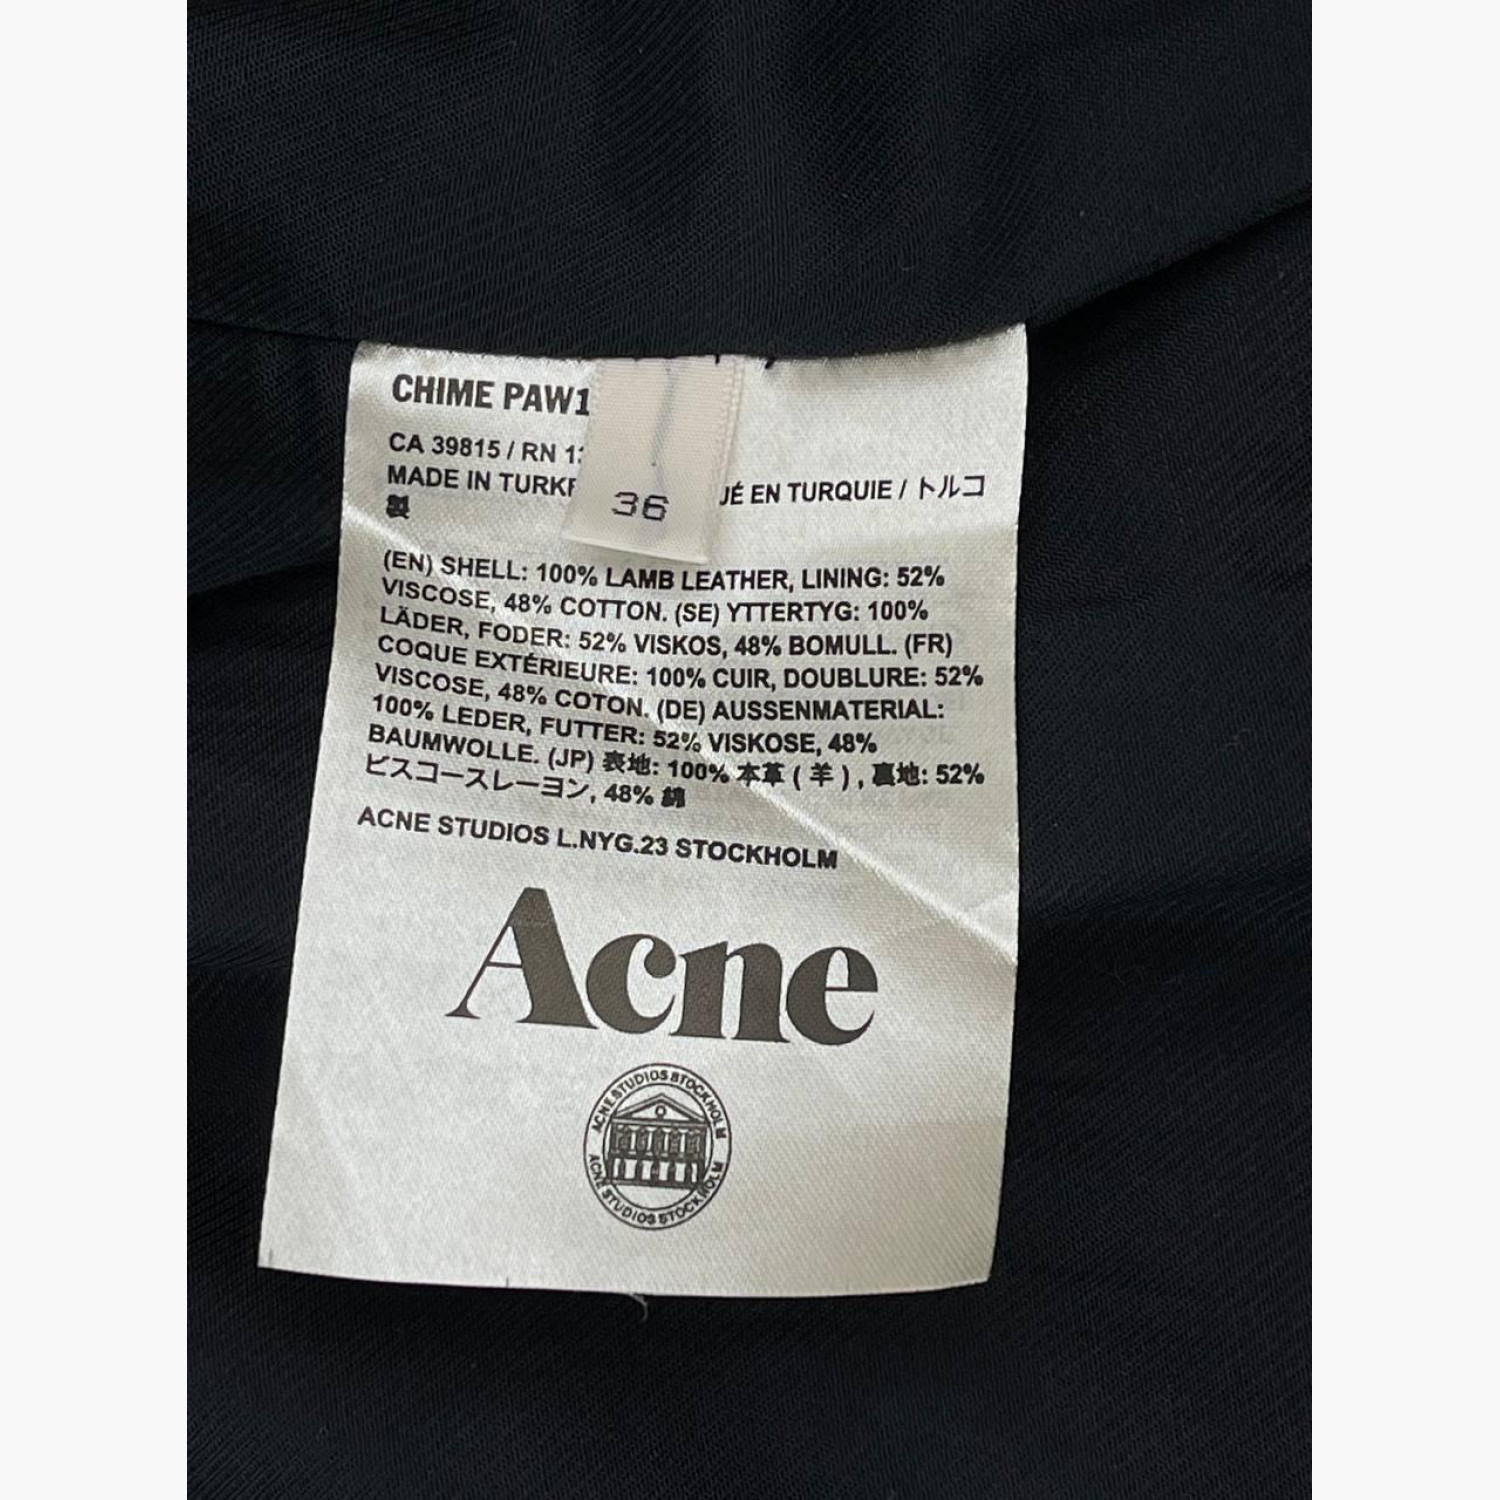 CHIME PAW1
CA 39815 / RN
36
MADE IN EN TURQUIE / トルコ
製
(EN) SHELL: 100% LAMB LEATHER, LINING: 52%
VISCOSE, 48% COTTON. (SE) YTTERTYG: 100%
LÄDER, FODER: 52% VISKOS, 48% BOMULL. (FR)
COQUE EXTÉRIEURE: 100% CUIR, DOUBLURE: 52%
VISCOSE, 48% COTON. (DE) AUSSENMATERIAL:
100% LEDER, FUTTER: 52% VISKOSE, 48%
BAUMWOLLE. (JP) 表地: 100% 本革 ( 羊 ) , 裏地: 52%
ビスコースレーヨン, 48% 綿
ACNE STUDIOS L.NYG.23 STOCKHOLM
Acne
ACNE STUDIOS STOCKHOLM
ACNE STUDIOS STOCKHOLM